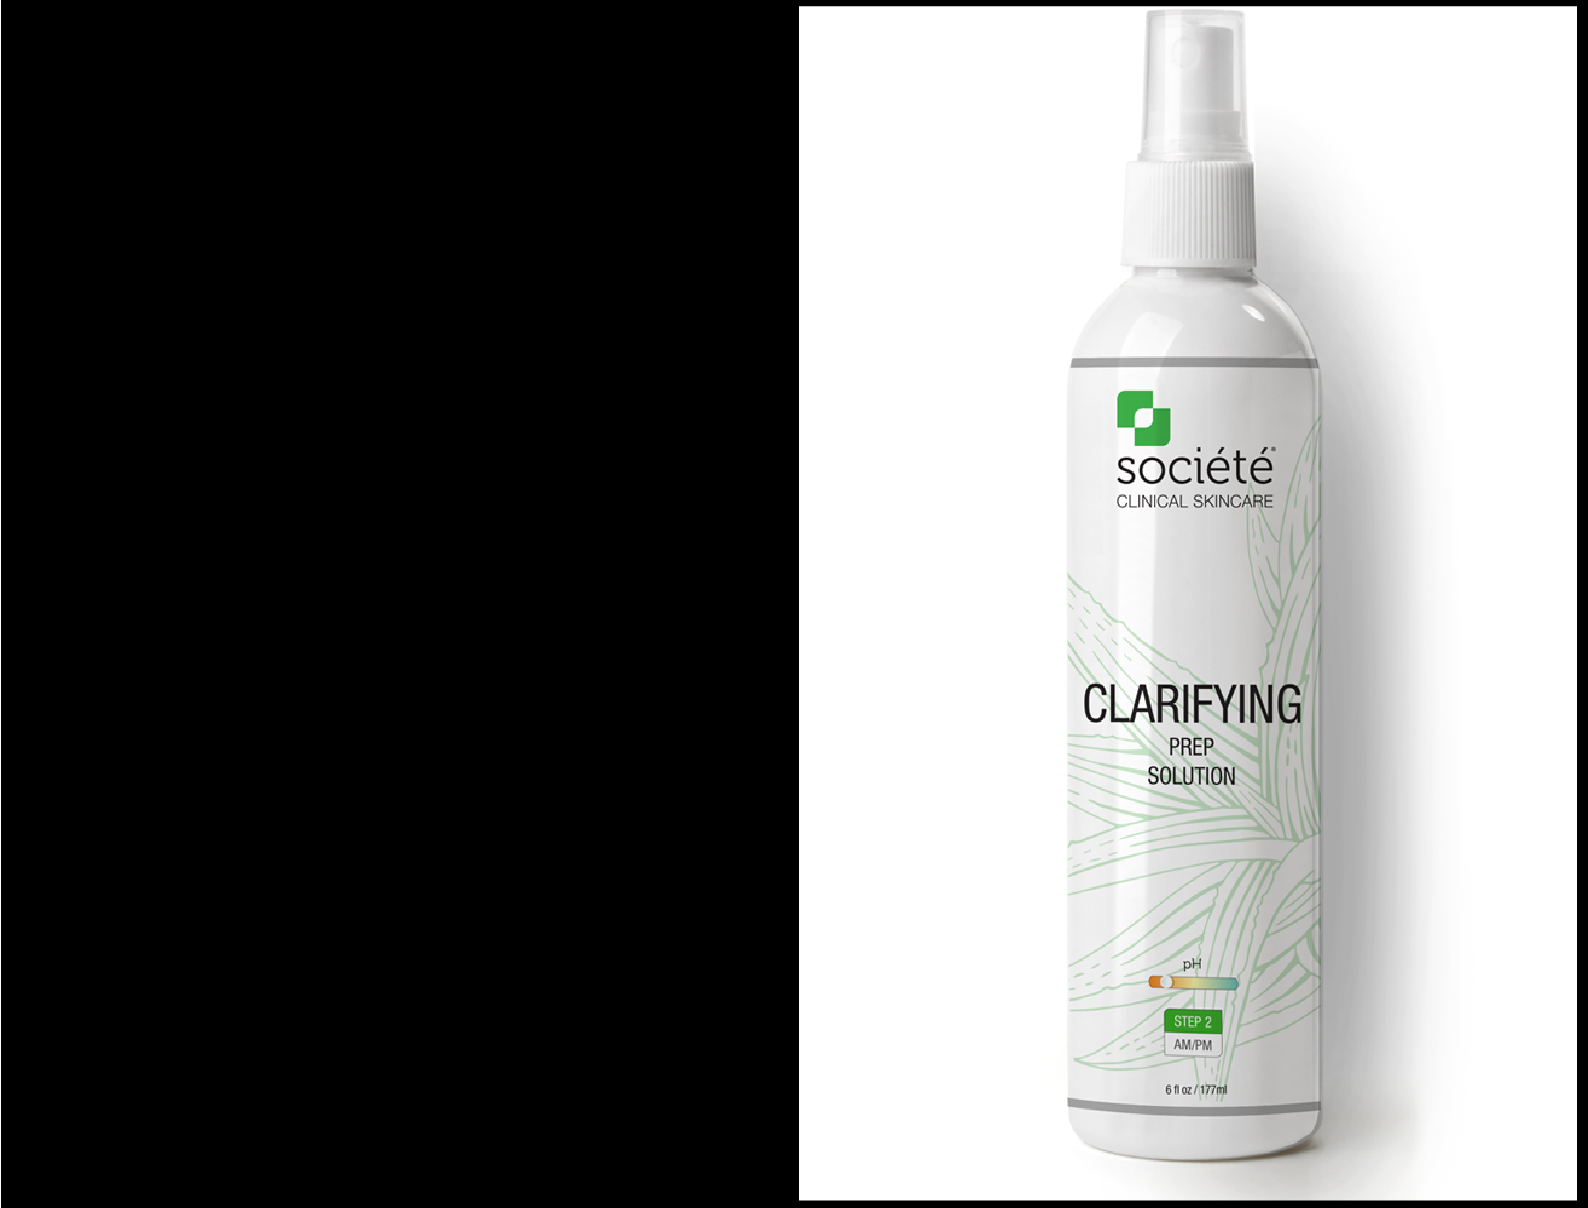 société®
CLINICAL SKINCARE
CLARIFYING
PREP
SOLUTION
pH
STEP 2
AM/PM
6 fl oz / 177ml